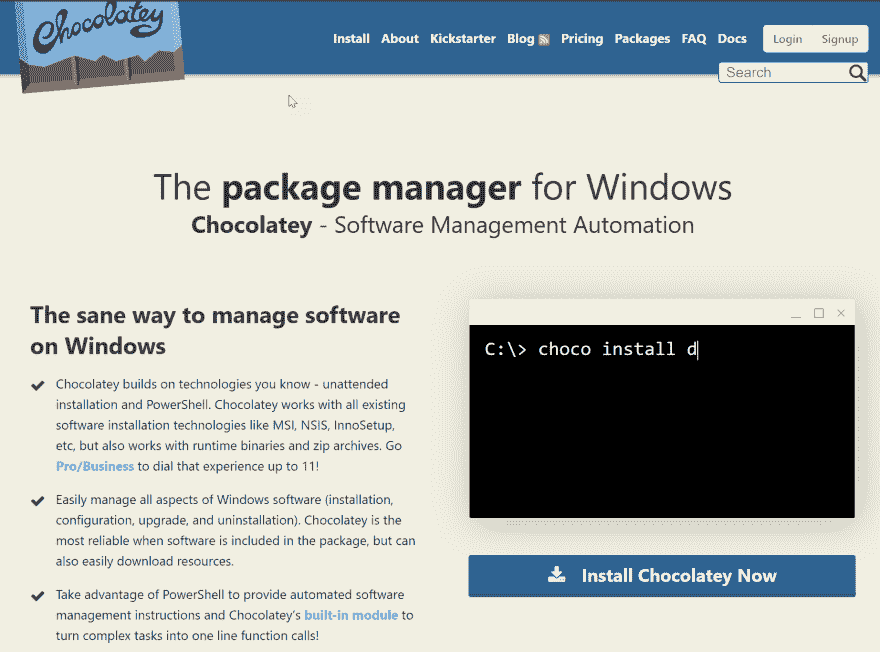 Chocolatey
Install About Kickstarter Blog Pricing Packages FAQ Docs Login Signup
Search
The package manager for Windows
Chocolatey - Software Management Automation
The sane way to manage software
on Windows
Chocolatey builds on technologies you know - unattended
installation and PowerShell. Chocolatey works with all existing
software installation technologies like MSI, NSIS, InnoSetup,
etc, but also works with runtime binaries and zip archives. Go
Pro/Business to dial that experience up to 11!
Easily manage all aspects of Windows software (installation,
configuration, upgrade, and uninstallation). Chocolatey is the
most reliable when software is included in the package, but can
also easily download resources.
Take advantage of PowerShell to provide automated software
management instructions and Chocolatey's built-in module to
turn complex tasks into one line function calls!
C:\> choco install d
Install Chocolatey Now